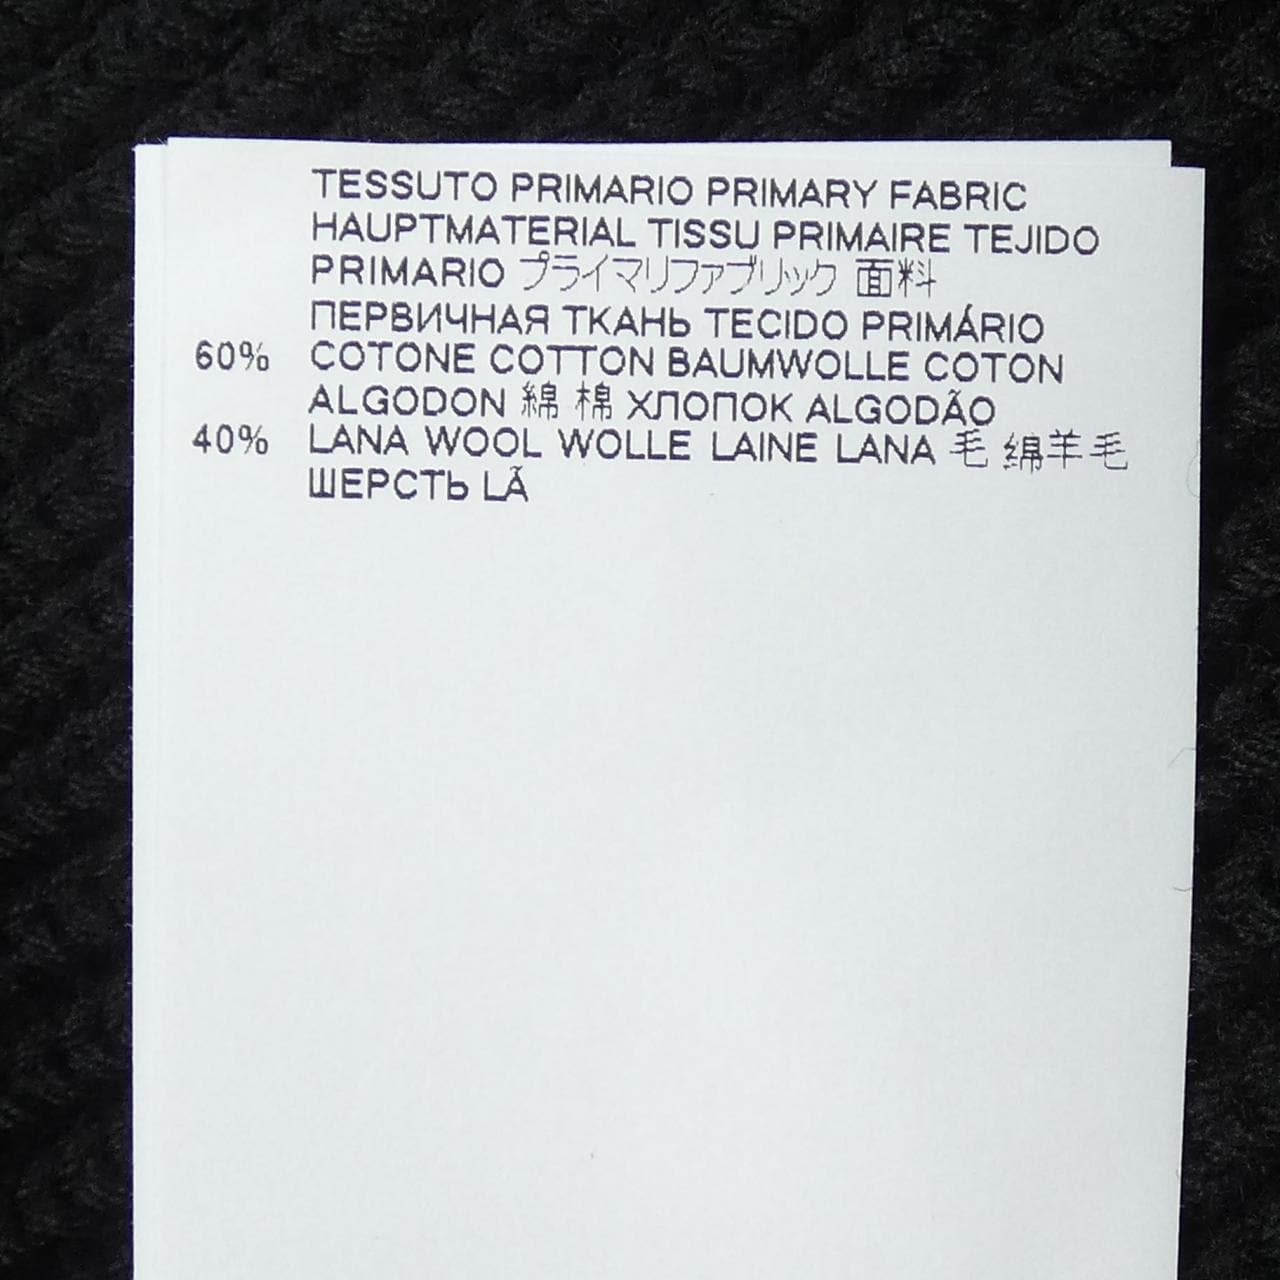 TESSUTO PRIMARIO PRIMARY FABRIC
HAUPTMATERIAL TISSU PRIMAIRE TEJIDO
PRIMARIO プライマリファブリック 面料
ПЕРВИЧНАЯ ТКАНЬ TECIDO PRIMÁRIO
60% COTONE COTTON BAUMWOLLE COTON
ALGODON 綿 棉 ХЛОПОК ALGODÃO
40% LANA WOOL WOLLE LAINE LANA 毛 绵羊毛
ШЕРСТЬ LÃ